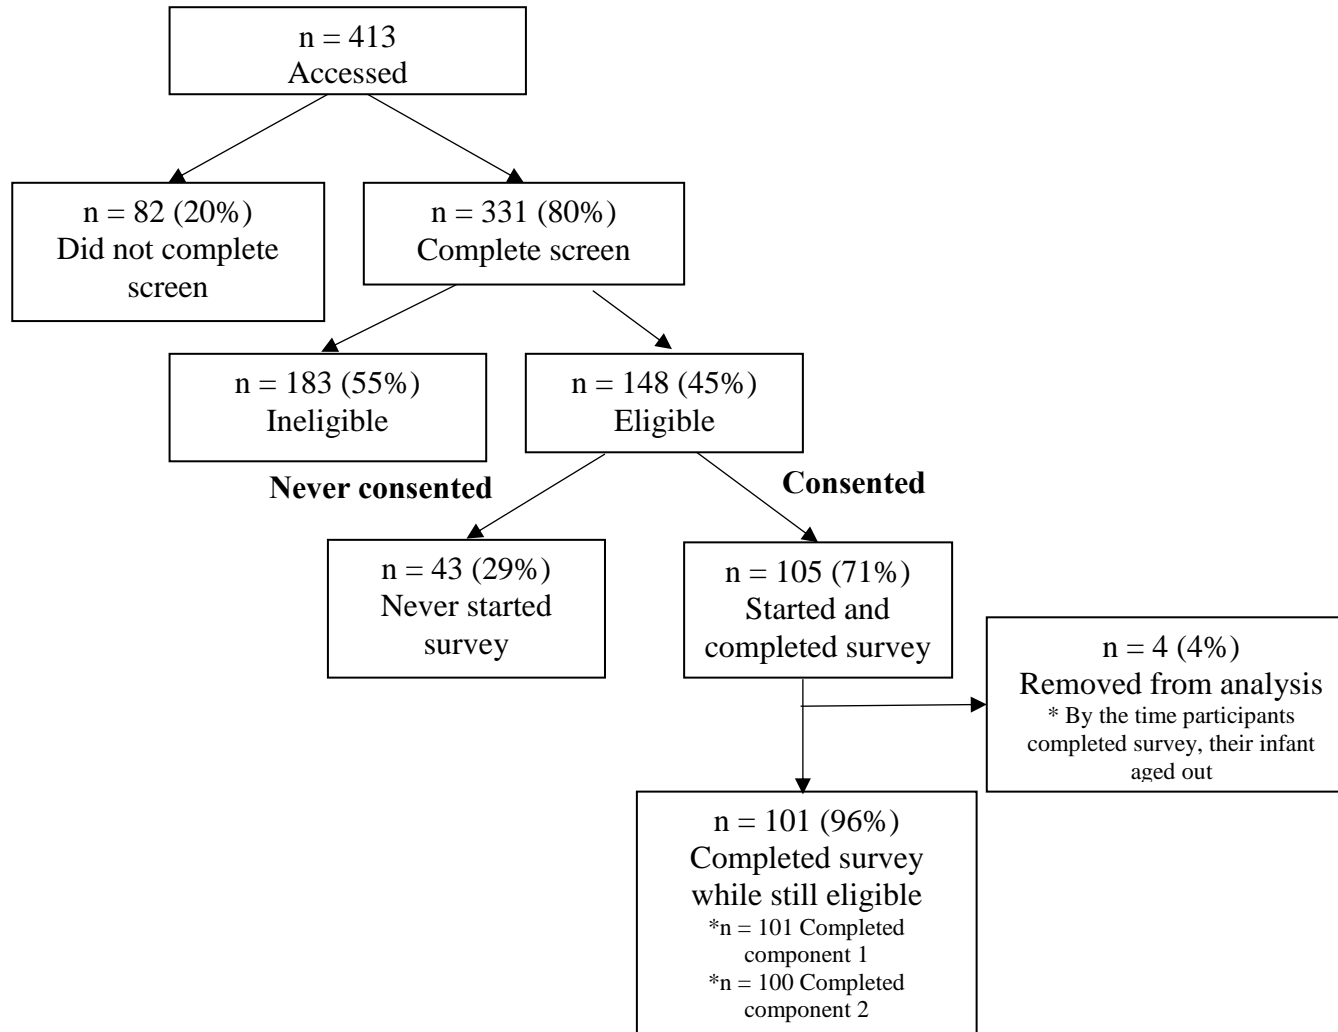 n = 413
Accessed
n = 82 (20%)
Did not complete
screen
n = 331 (80%)
Complete screen
n = 183 (55%)
Ineligible
n = 148 (45%)
Eligible
Never consented
Consented
n = 43 (29%)
Never started
survey
n = 105 (71%)
Started and
completed survey
n = 4 (4%)
Removed from analysis
* By the time participants
completed survey, their infant
aged out
n = 101 (96%)
Completed survey
while still eligible
*n = 101 Completed
component 1
*n = 100 Completed
component 2